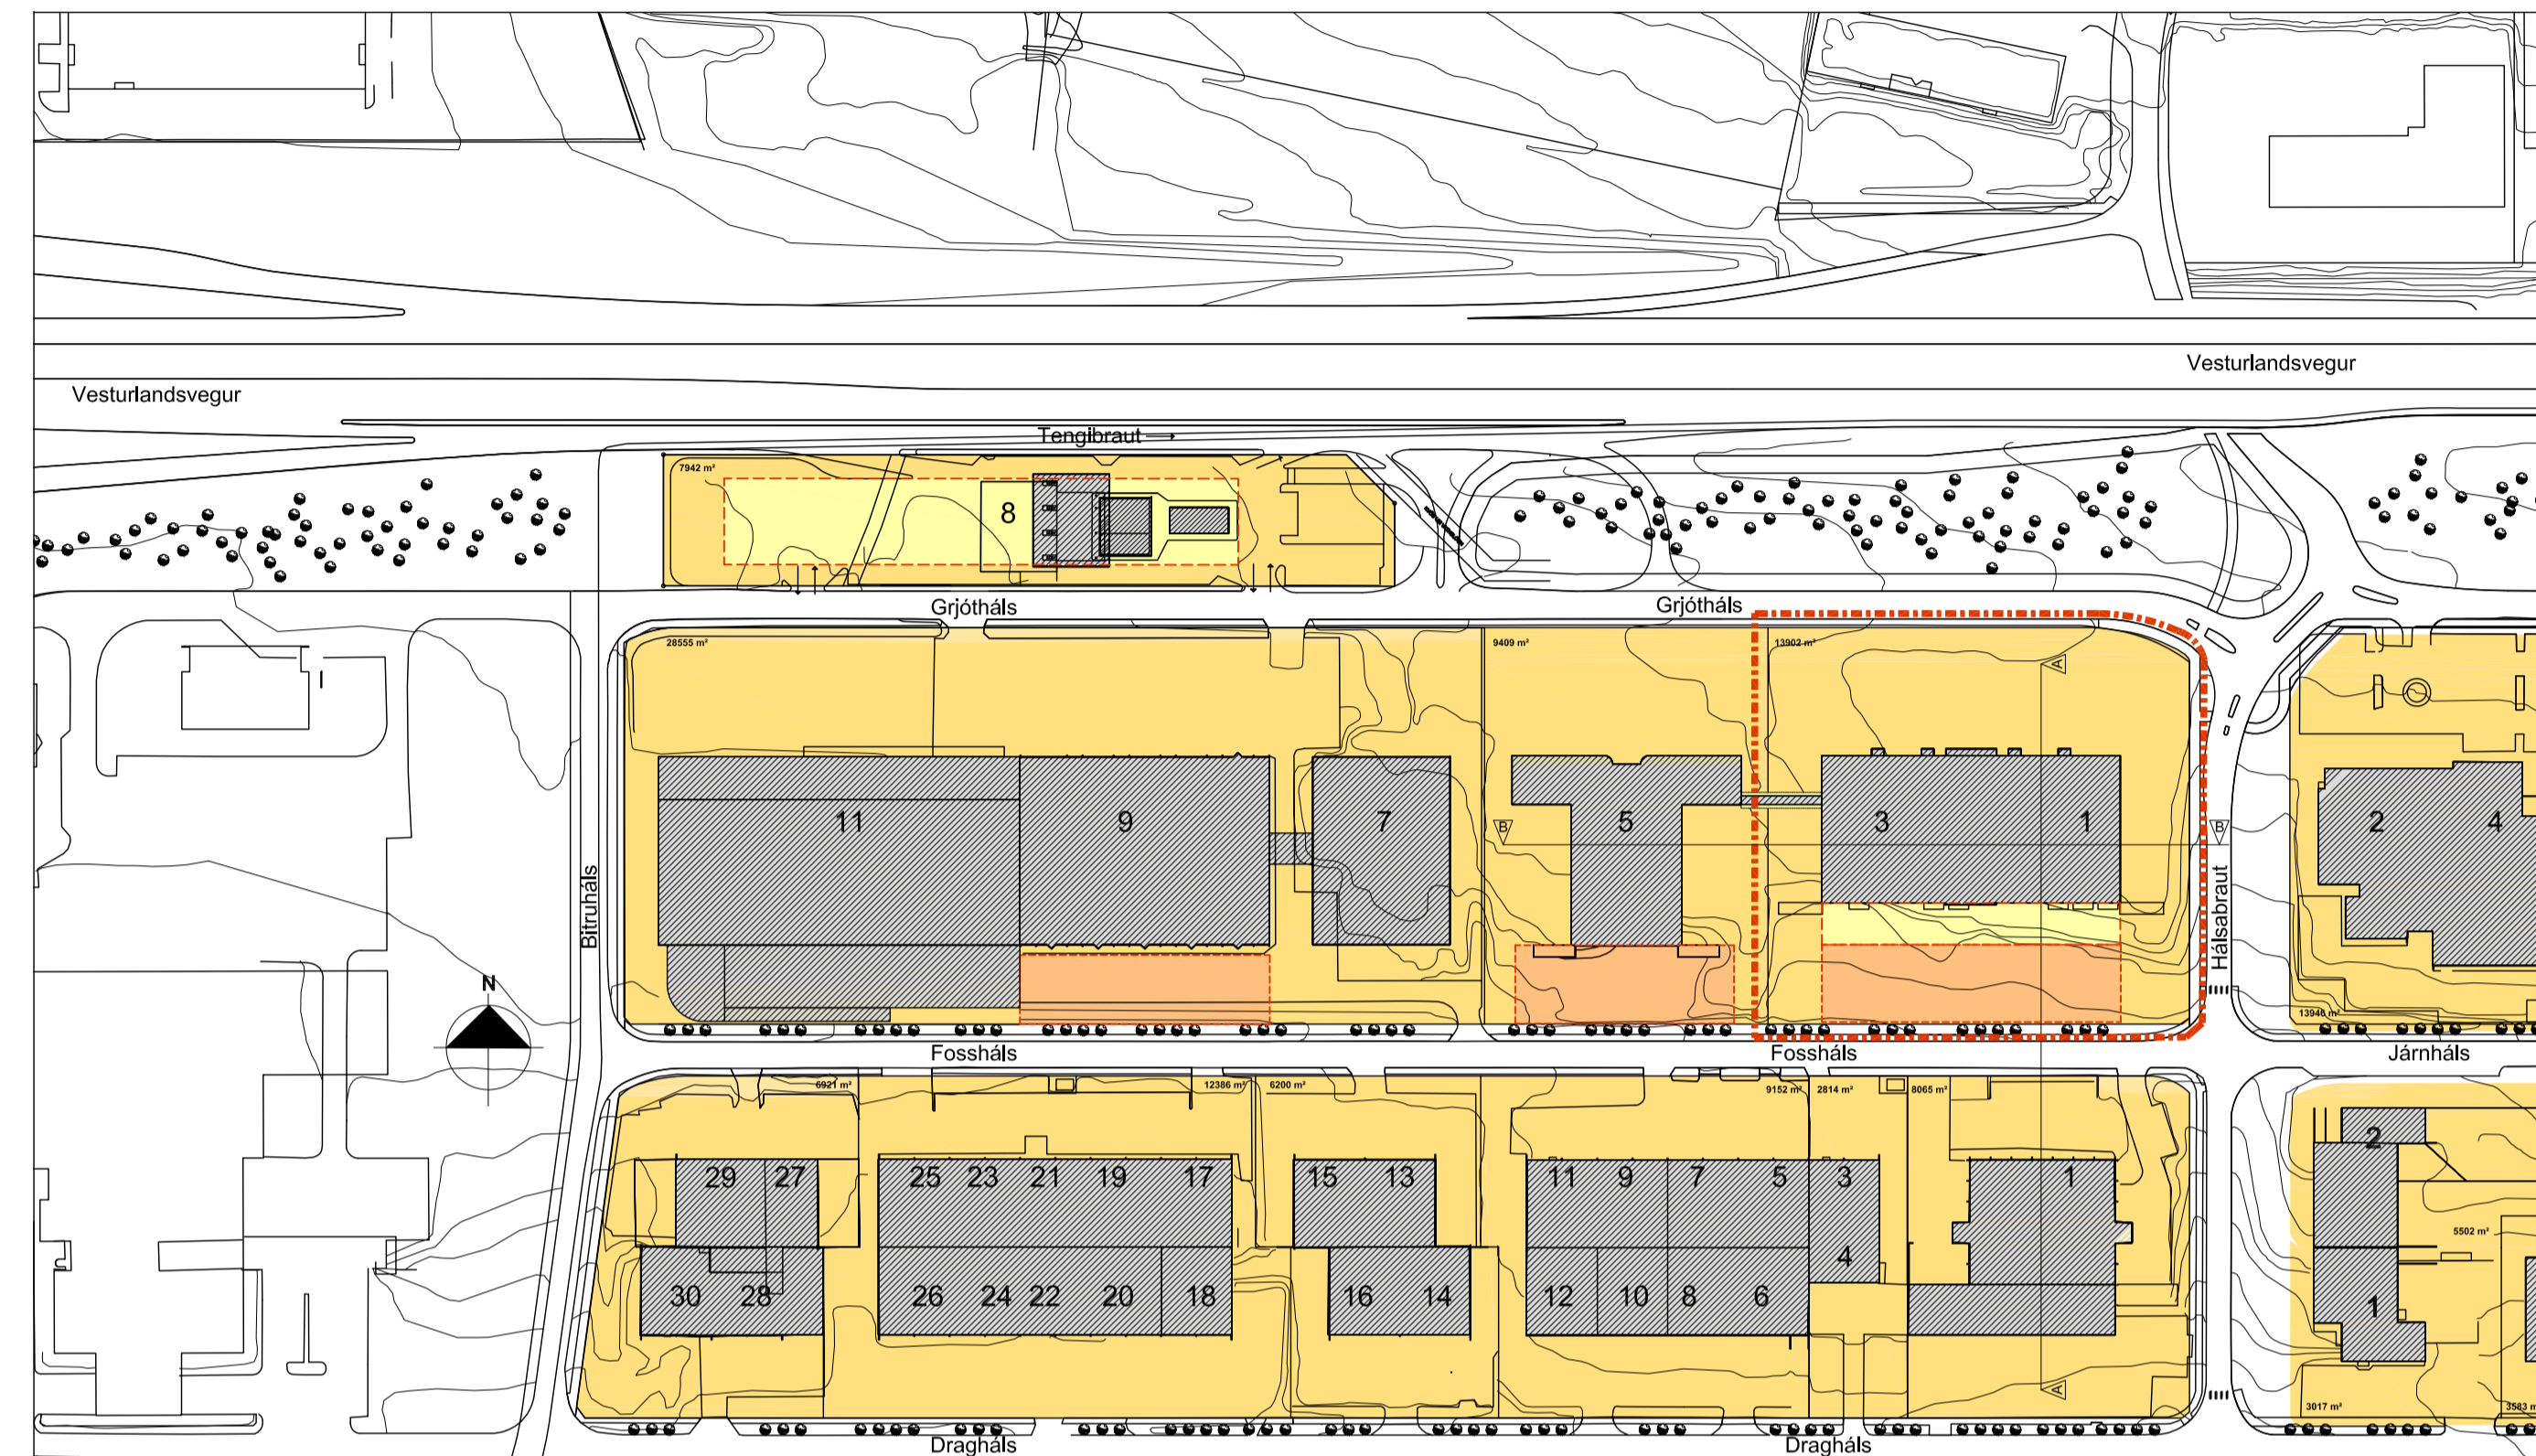 Vesturlandsvegur
Vesturlandsvegur
Tengibraut
7942 m²
8
Grjótháls
Grjótháls
28555 m²
9409 m²
13902 m²
A
11
9
7
5
3
1
2
4
B
B
Bitruháls
Hálsabraut
N
13946 m²
Fossháls
Fossháls
Járnháls
6921 m²
12386 m²
6200 m²
9152 m²
2814 m²
8065 m²
2
29
27
25
23
21
19
17
15
13
11
9
7
5
3
1
5502 m²
4
30
28
26
24
22
20
18
16
14
12
10
8
6
1
A
3017 m²
3583 m
Dragháls
Dragháls